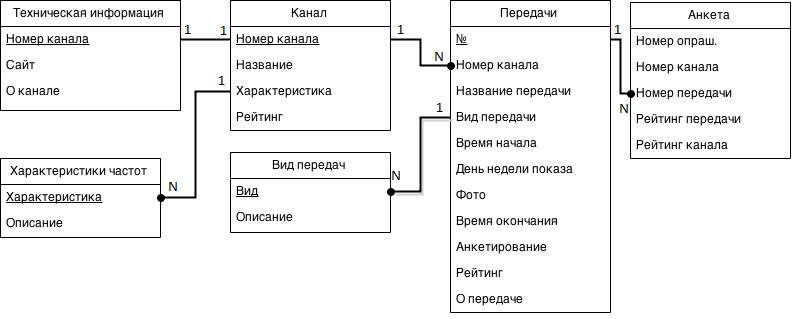 Техническая информация
Номер канала
Сайт
О канале
1
1
Канал
Номер канала
Название
Характеристика
Рейтинг
1
N
1
Передачи
№
Номер канала
Название передачи
Вид передачи
Время начала
День недели показа
Фото
Время окончания
Анкетирование
Рейтинг
О передаче
1
N
Анкета
Номер опраш.
Номер канала
Номер передачи
Рейтинг передачи
Рейтинг канала
Характеристики частот
Характеристика
Описание
N
Вид передач
Вид
Описание
N
1